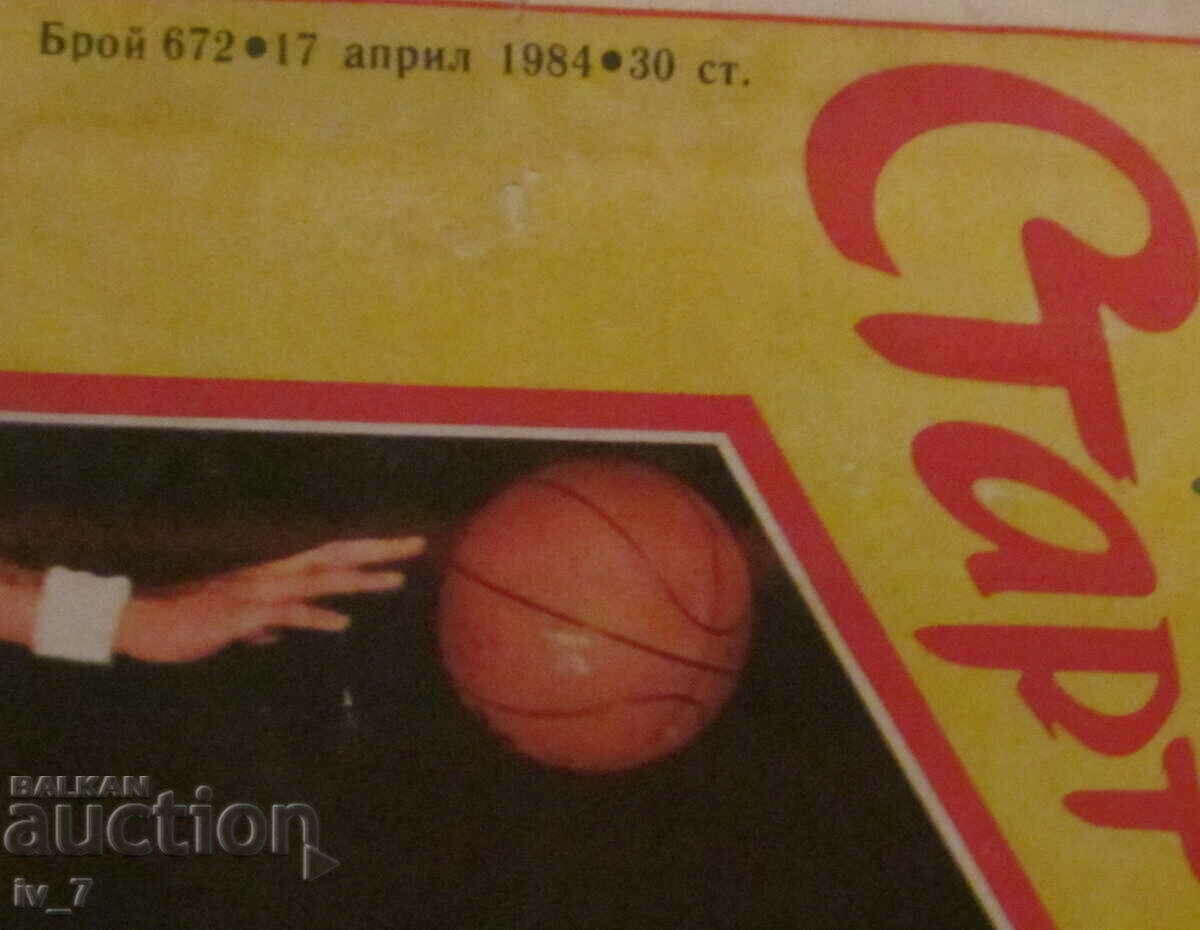 Брой 672•17 април 1984•30 ст.
Старт
BALKAN
auction
iv_7